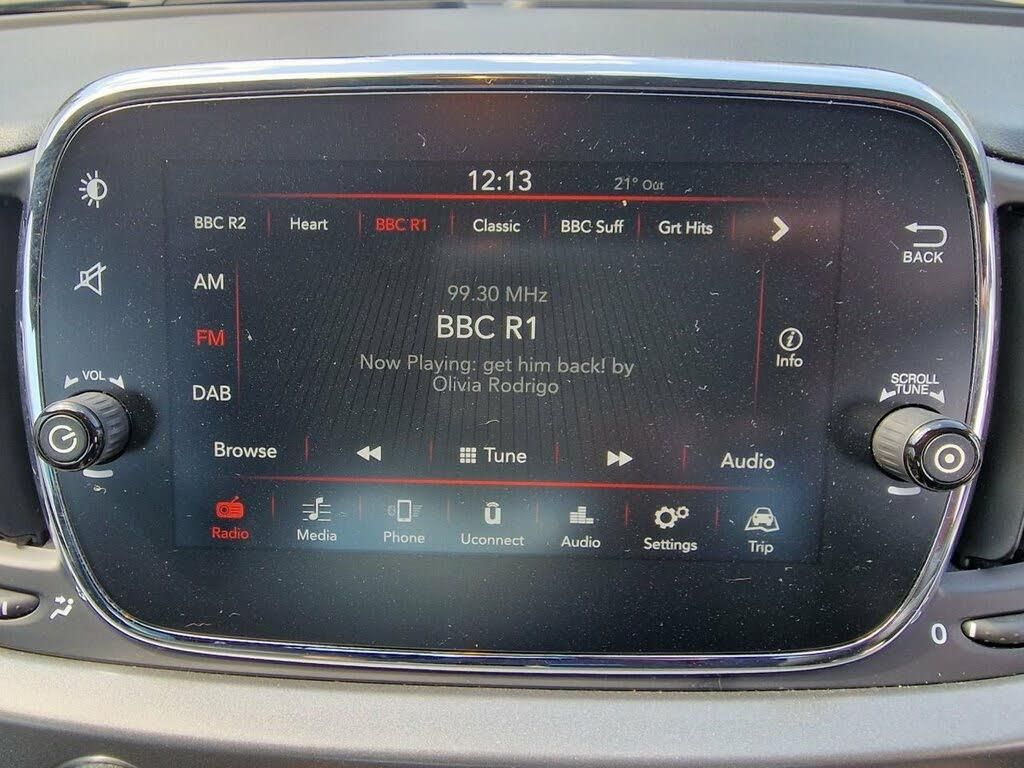 12:13
21° Out
BBC R2 Heart BBC R1 Classic BBC Suff Grt Hits
BACK
AM
99.30 MHz
FM
BBC R1
Info
Now Playing: get him back! by
Olivia Rodrigo
VOL
DAB
SCROLL
TUNE
Browse Tune Audio
Radio Media Phone Uconnect Audio Settings Trip
0